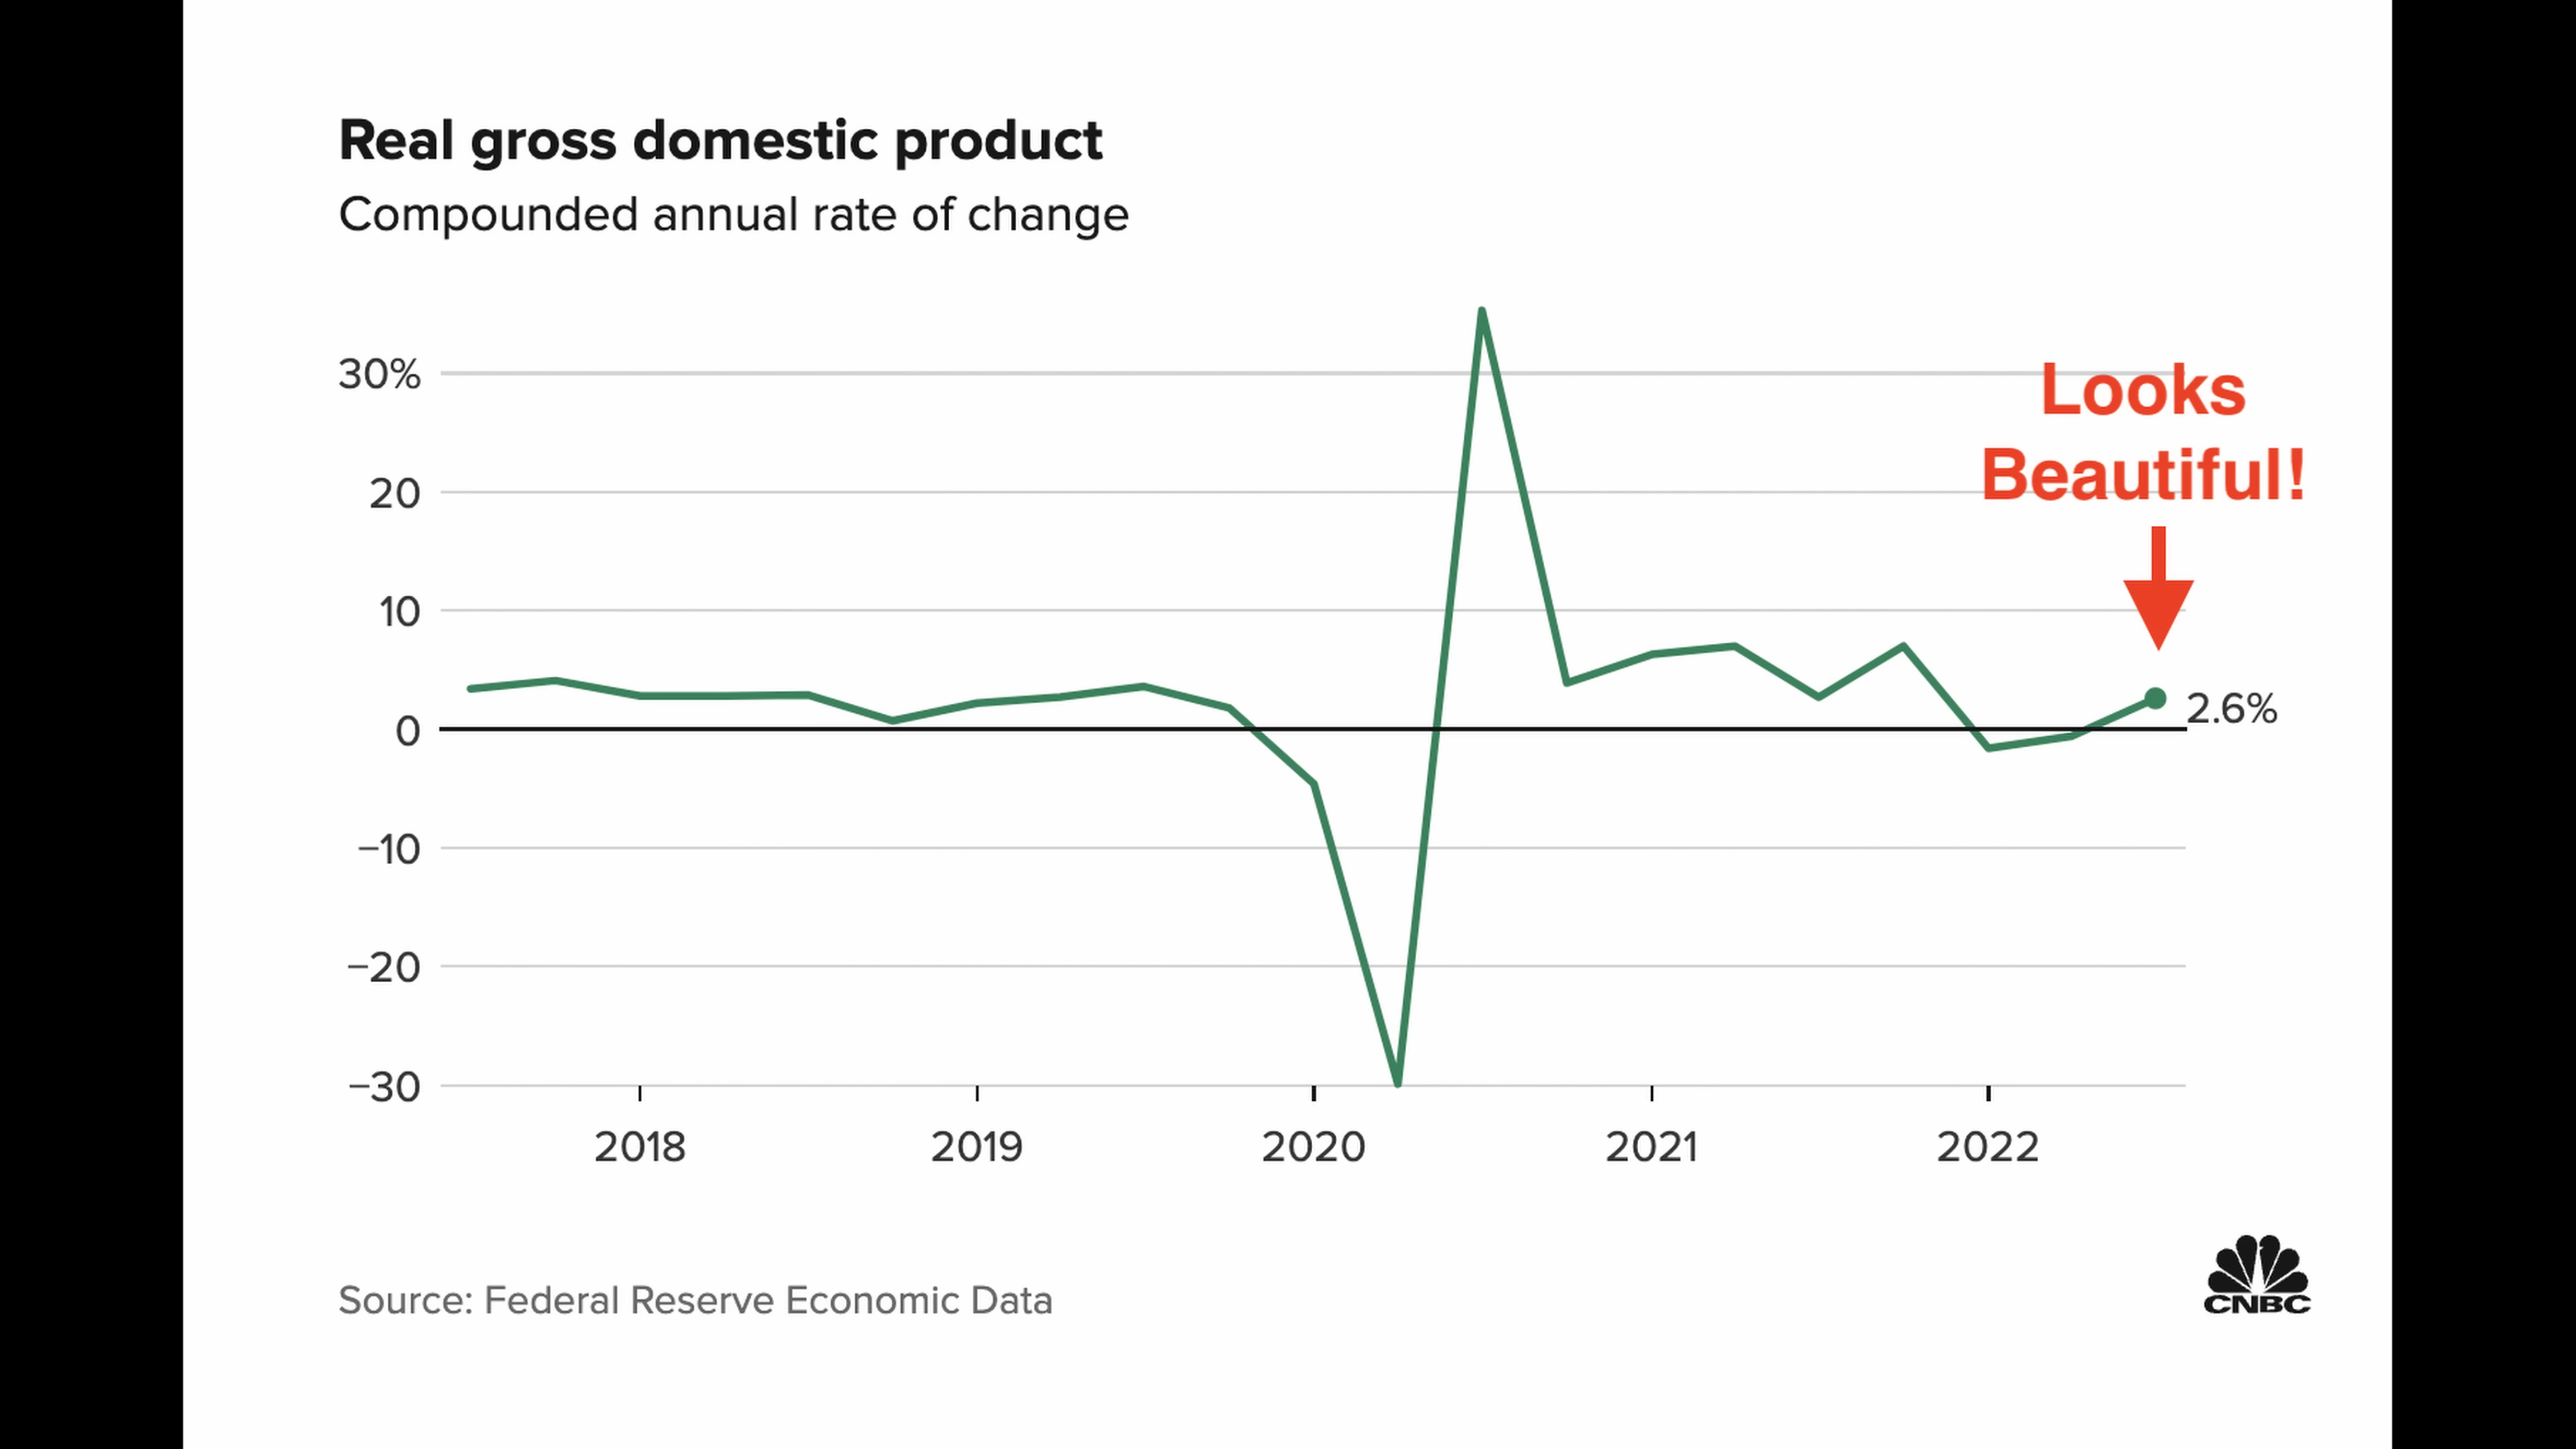 Real gross domestic product
Compounded annual rate of change
30%
20
10
0
−10
−20
−30
Looks
Beautiful!
2.6%
2018
2019
2020
2021
2022
Source: Federal Reserve Economic Data
CNBC